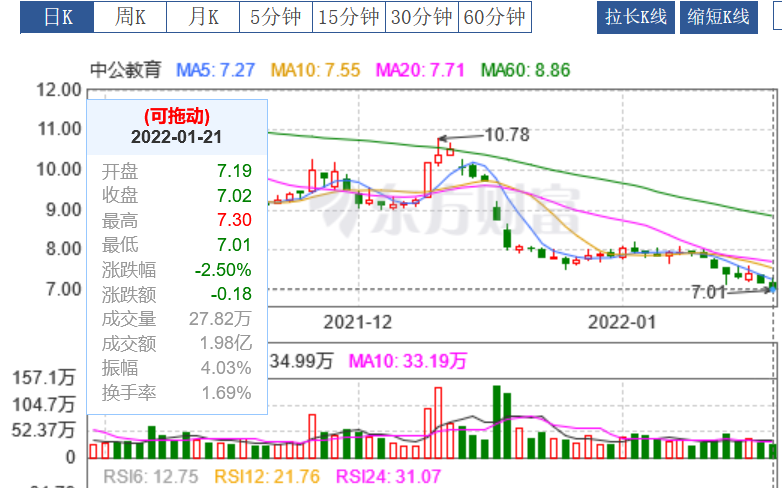 日K 周K 月K 5分钟 15分钟 30分钟 60分钟 拉长K线 缩短K线
中公教育 MA5: 7.27 MA10: 7.55 MA20: 7.71 MA60: 8.86
12.00
11.00
10.00
9.00
8.00
7.00
(可拖动)
2022-01-21
开盘 7.19
收盘 7.02
最高 7.30
最低 7.01
涨跌幅 -2.50%
涨跌额 -0.18
成交量 27.82万
成交额 1.98亿
振幅 4.03%
换手率 1.69%
10.78
东方财富
7.01
2021-12 2022-01
34.99万 MA10: 33.19万
157.1万
104.7万
52.37万
0
RSI6: 12.75 RSI12: 21.76 RSI24: 31.07